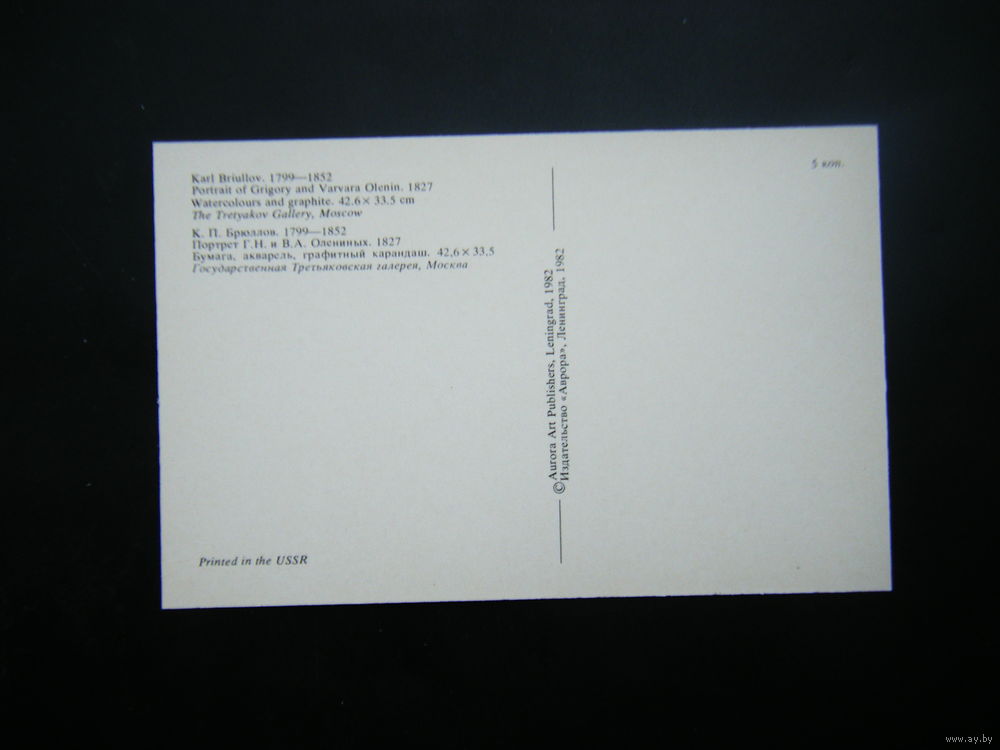 Karl Briullov. 1799—1852
Portrait of Grigory and Varvara Olenin. 1827
Watercolours and graphite. 42.6 × 33.5 cm
The Tretyakov Gallery, Moscow
К. П. Брюллов. 1799—1852
Портрет Г.Н. и В.А. Олениных. 1827
Бумага, акварель, графитный карандаш. 42,6 × 33,5
Государственная Третьяковская галерея, Москва
Printed in the USSR
© Aurora Art Publishers, Leningrad, 1982
Издательство «Аврора», Ленинград, 1982
www.ay.by